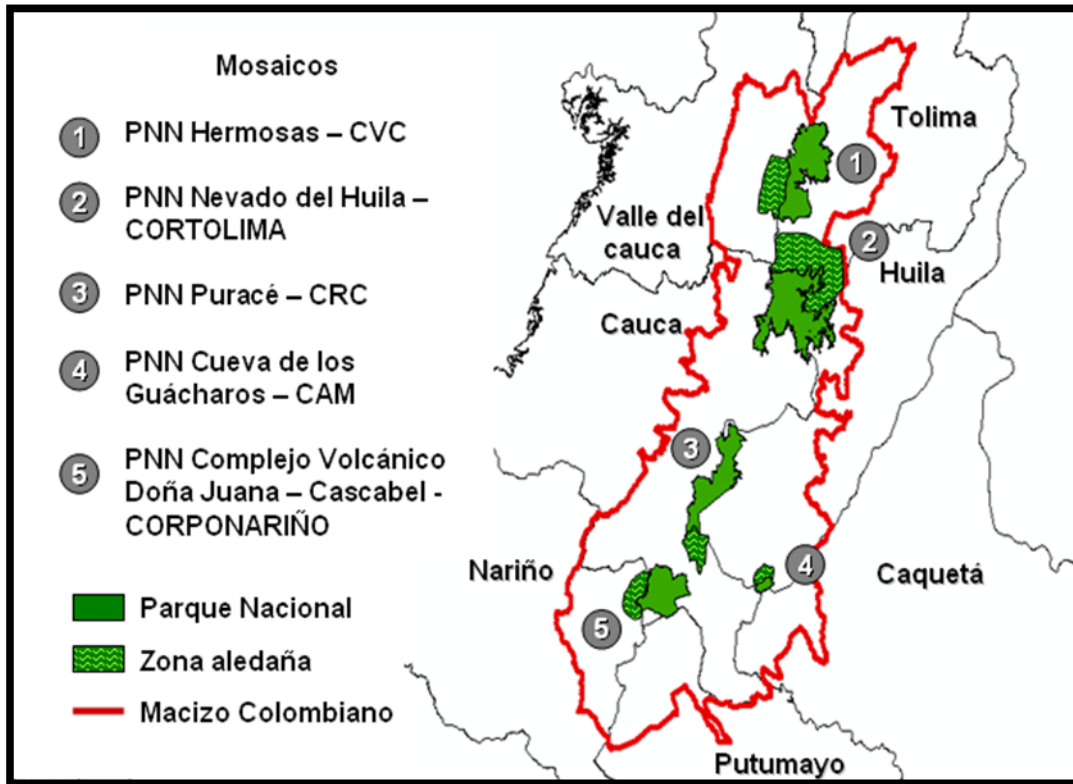 Mosaicos
1 PNN Hermosas – CVC
2 PNN Nevado del Huila –
CORTOLIMA
3 PNN Puracé – CRC
4 PNN Cueva de los
Guácharos – CAM
5 PNN Complejo Volcánico
Doña Juana – Cascabel -
CORPONARIÑO
Parque Nacional
Zona aledaña
Macizo Colombiano
Tolima
1
Valle del
cauca
2
Huila
Cauca
3
Nariño
4
Caquetá
5
Putumayo